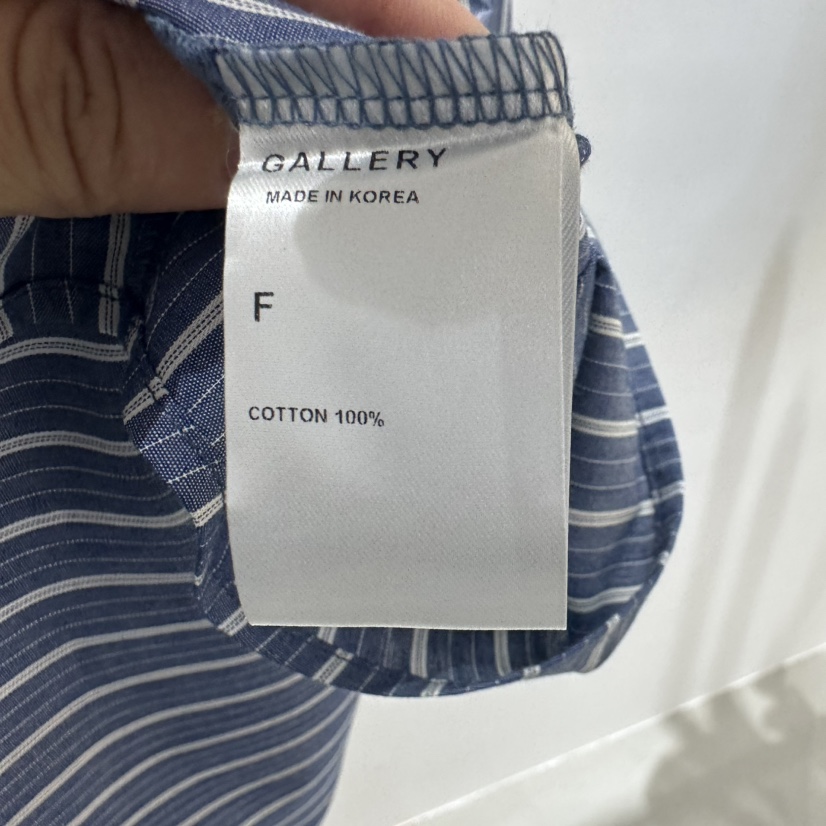 GALLERY
MADE IN KOREA
F
COTTON 100%